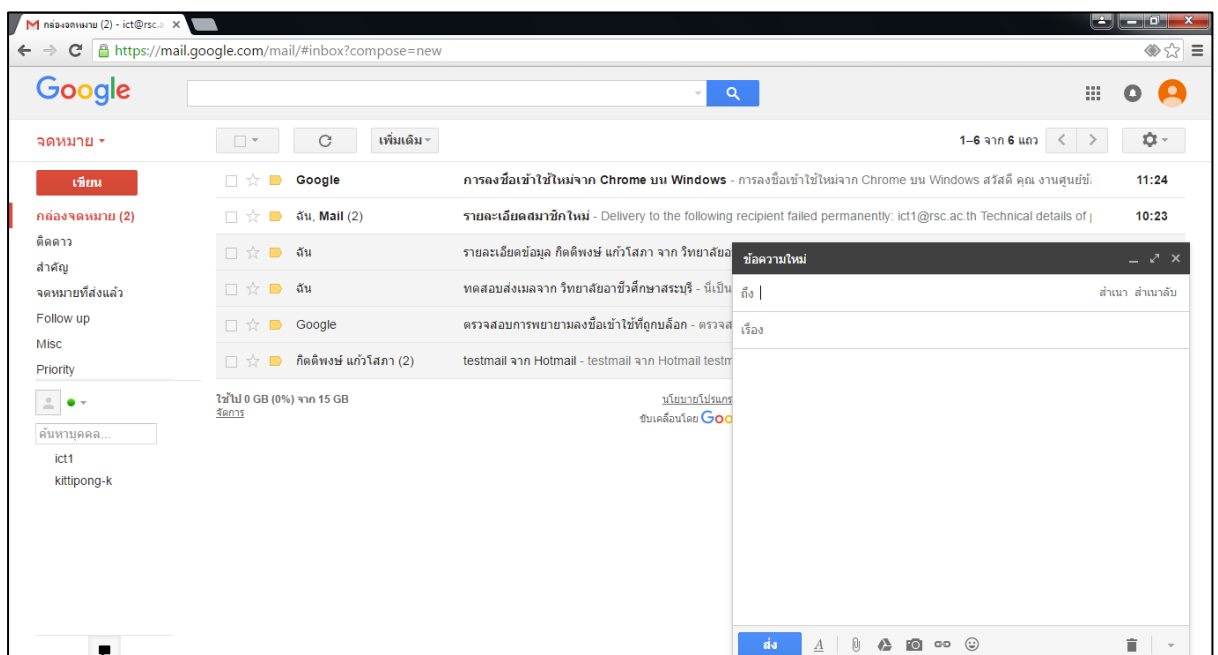 กล่องจดหมาย (2) - ict@rsc.a
https://mail.google.com/mail/#inbox?compose=new
Google
จดหมาย
เพิ่มเติม
1–6 จาก 6 แถว
เขียน
กล่องจดหมาย (2)
ติดดาว
สำคัญ
จดหมายที่ส่งแล้ว
Follow up
Misc
Priority
ค้นหาบุคคล...
ict1
kittipong-k
Google การลงชื่อเข้าใช้ใหม่จาก Chrome บน Windows - การลงชื่อเข้าใช้ใหม่จาก Chrome บน Windows สวัสดี คุณ งานศูนย์ข้ 11:24
ฉัน, Mail (2) รายละเอียดสมาชิกใหม่ - Delivery to the following recipient failed permanently: ict1@rsc.ac.th Technical details of 10:23
ฉัน รายละเอียดข้อมูล กิตติพงษ์ แก้วโสภา จาก วิทยาลัยอ
ฉัน ทดสอบส่งเมลจาก วิทยาลัยอาชีวศึกษาสระบุรี - นี่เป็น
Google ตรวจสอบการพยายามลงชื่อเข้าใช้ที่ถูกบล็อก - ตรวจส
กิตติพงษ์ แก้วโสภา (2) testmail จาก Hotmail - testmail จาก Hotmail testm
ใช้ไป 0 GB (0%) จาก 15 GB
จัดการ
นโยบายโปรแกร
ขับเคลื่อนโดย Goo
ข้อความใหม่
ถึง
สำเนา สำเนาลับ
เรื่อง
ส่ง